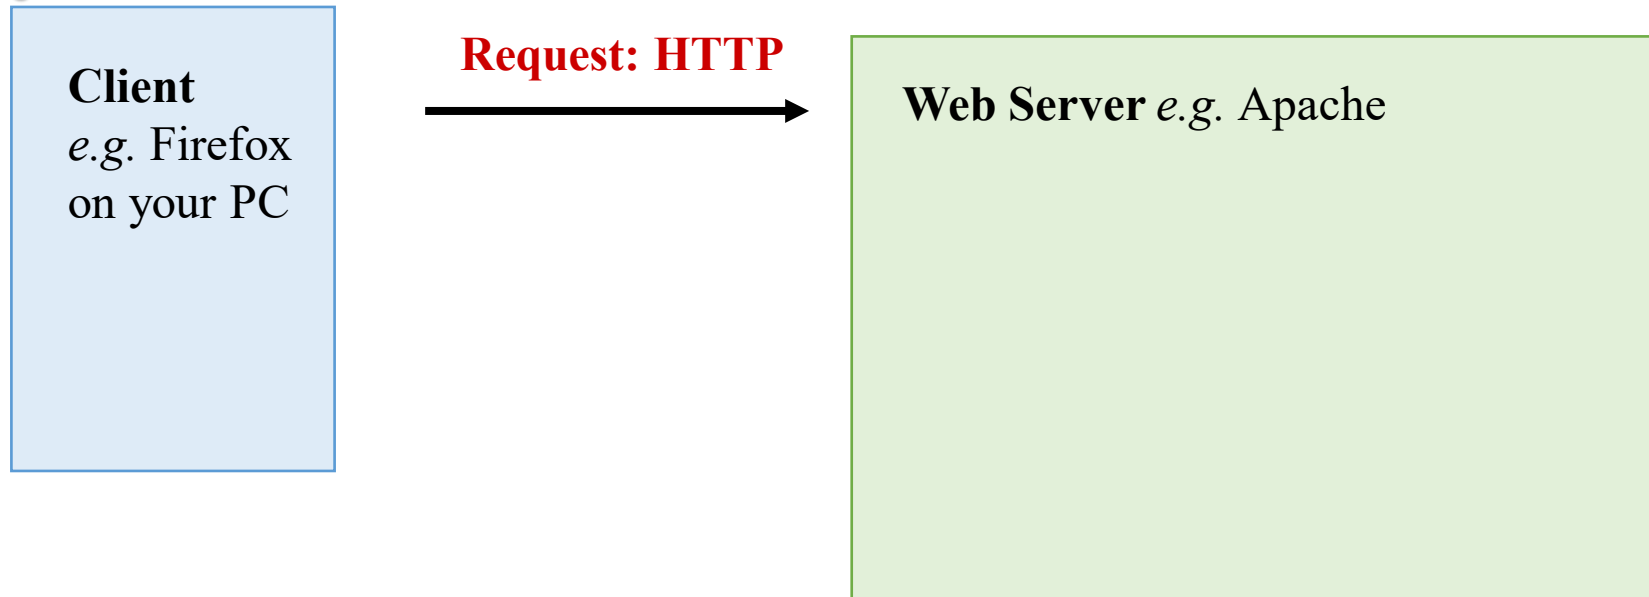 Client
e.g. Firefox
on your PC
Request: HTTP
Web Server e.g. Apache